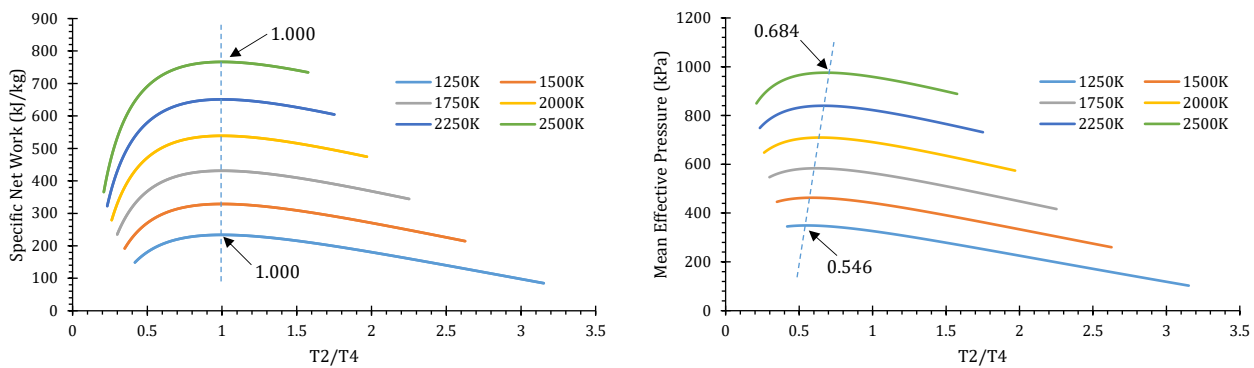 900
800
700
600
500
400
300
200
100
0
Specific Net Work (kJ/kg)
1.000
1250K 1500K
1750K 2000K
2250K 2500K
1.000
0 0.5 1 1.5 2 2.5 3 3.5
T2/T4
1200
1000
800
600
400
200
0
Mean Effective Pressure (kPa)
0.684
1250K 1500K
1750K 2000K
2250K 2500K
0.546
0 0.5 1 1.5 2 2.5 3 3.5
T2/T4